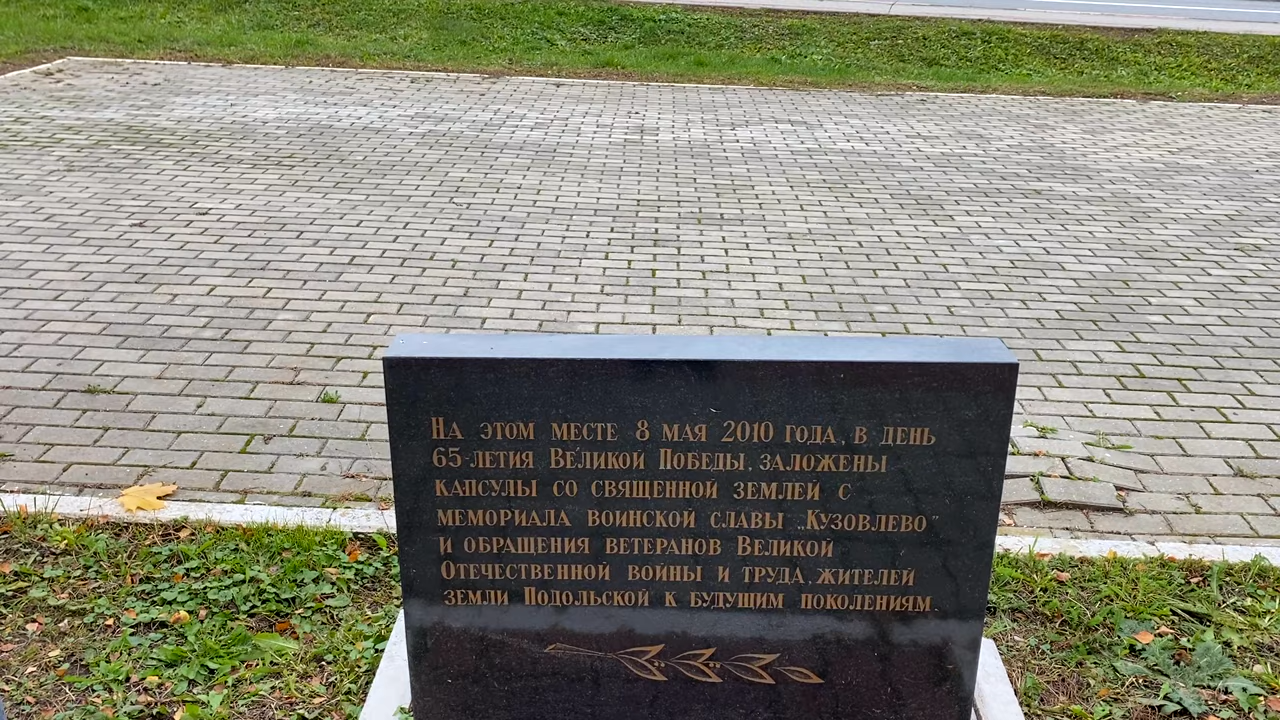 На этом месте 8 мая 2010 года, в день
65-летия Великой Победы, заложены
капсулы со священной землей с
мемориала воинской славы „Кузовлево”
и обращения ветеранов Великой
Отечественной войны и труда, жителей
земли Подольской к будущим поколениям.